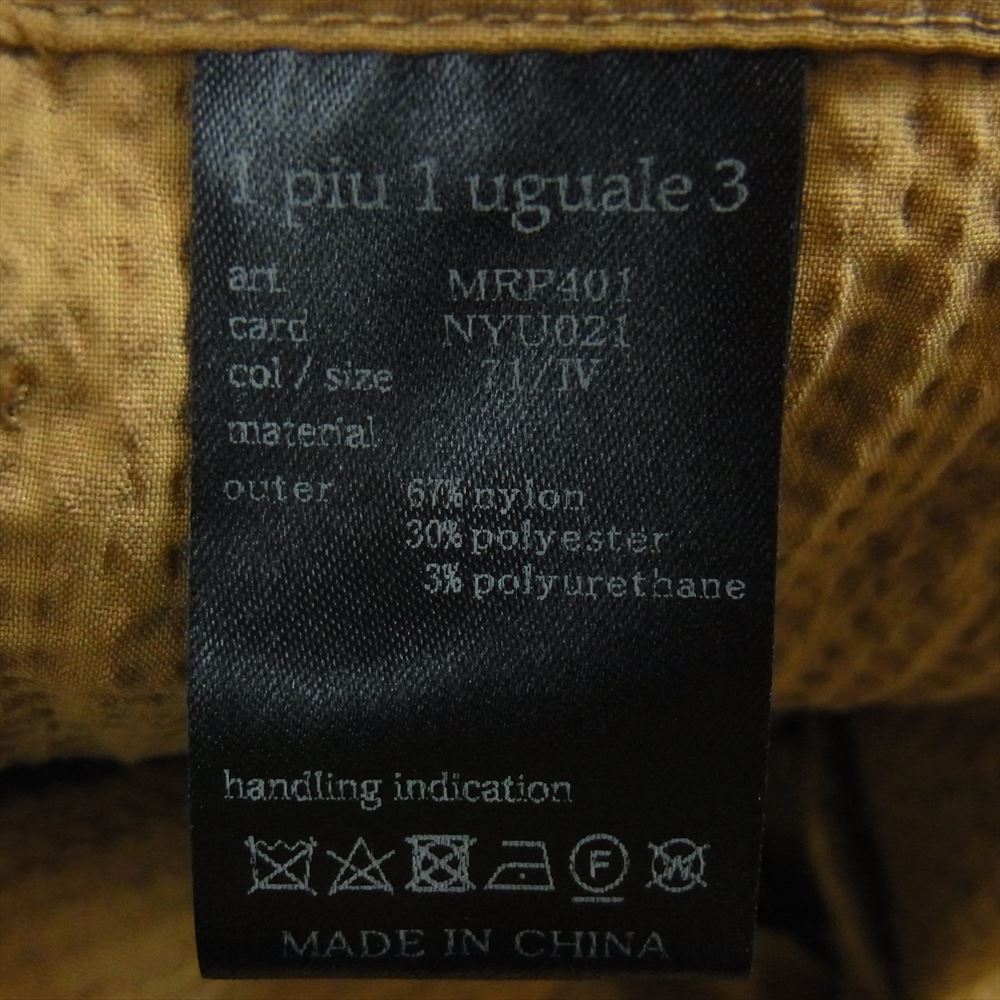 1 piu 1 uguale 3
art MRP401
card NYU021
col / size 71/IV
material
outer 67% nylon
30% polyester
3% polyurethane
handling indication
F W
MADE IN CHINA